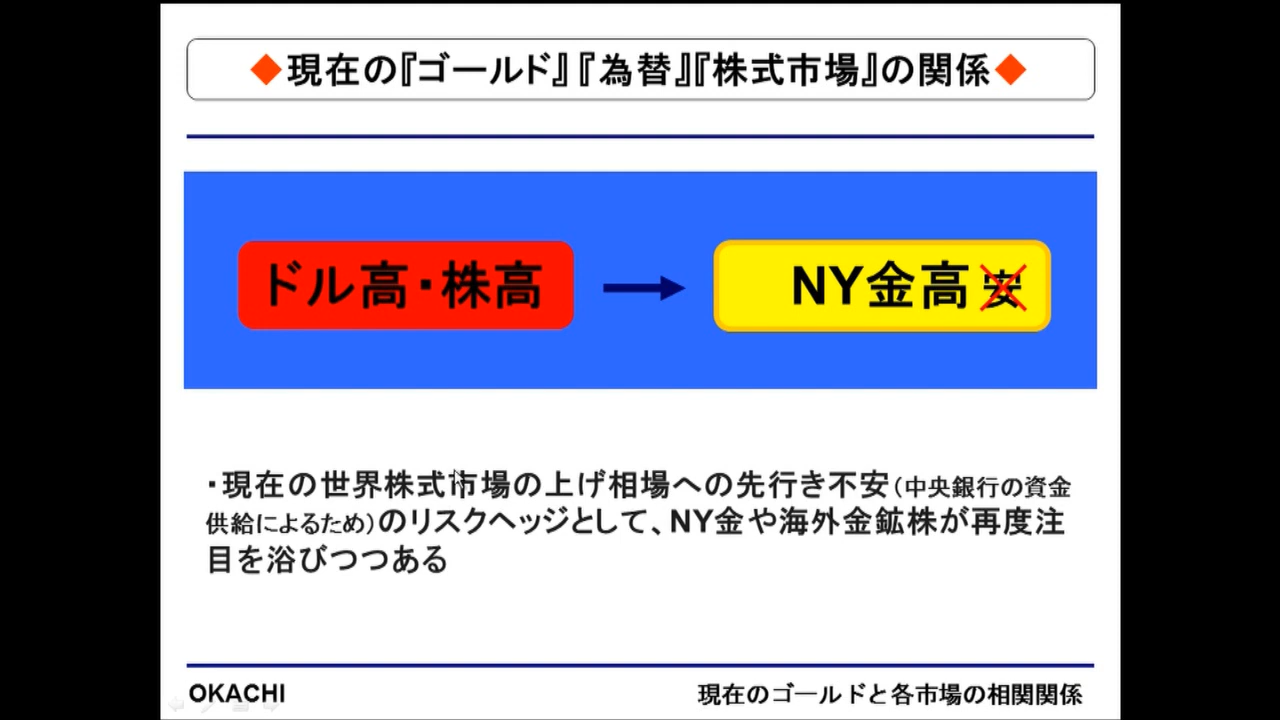 ◆現在の『ゴールド』『為替』『株式市場』の関係◆
ドル高・株高
NY金高 安
・現在の世界株式市場の上げ相場への先行き不安(中央銀行の資金
供給によるため)のリスクヘッジとして、NY金や海外金鉱株が再度注
目を浴びつつある
OKACHI
現在のゴールドと各市場の相関関係